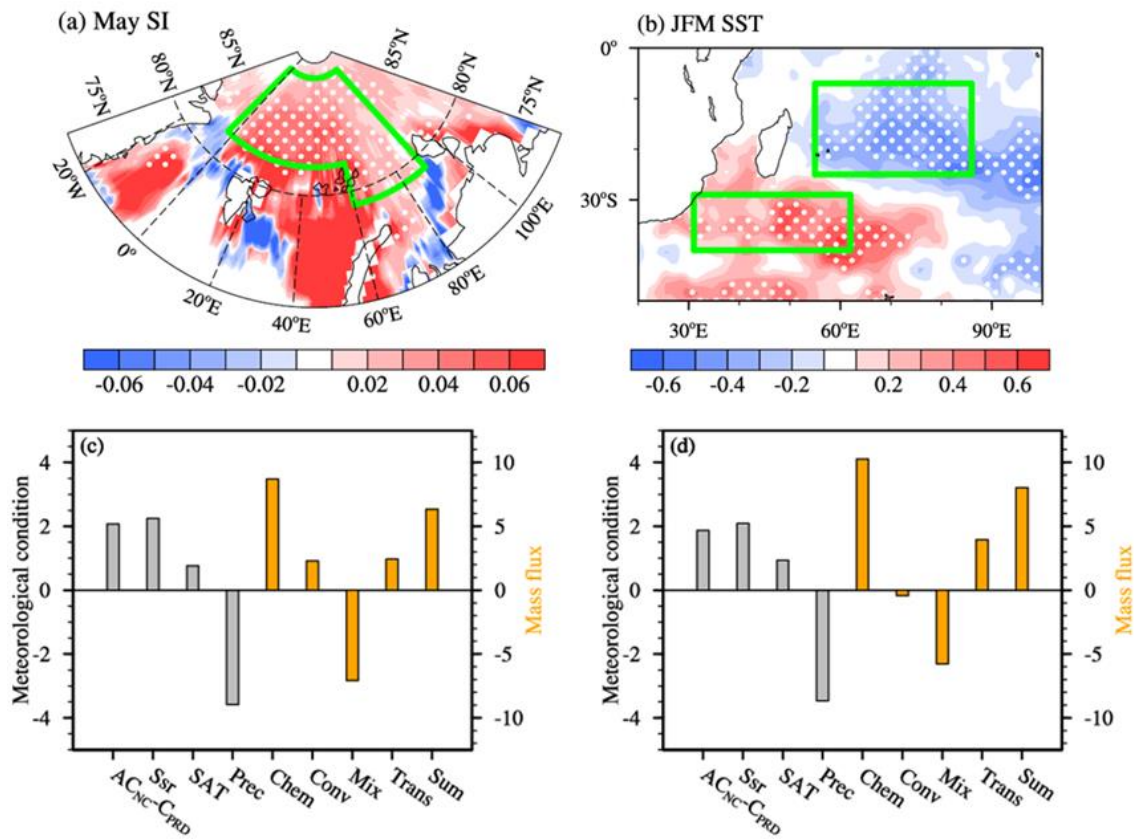 (a) May SI
(b) JFM SST
75°N
80°N
85°N
85°N
80°N
75°N
20°W
0°
20°E
40°E
60°E
80°E
100°E
0°
30°S
30°E
60°E
90°E
-0.06 -0.04 -0.02 0.02 0.04 0.06
-0.6 -0.4 -0.2 0.2 0.4 0.6
(c)
Meteorological condition
4
2
0
-2
-4
10
5
0
-5
-10
Mass flux
AC_NC-C_PRD
Ssr
SAT
Prec
Chem
Conv
Mix
Trans
Sum
(d)
Meteorological condition
4
2
0
-2
-4
10
5
0
-5
-10
Mass flux
AC_NC-C_PRD
Ssr
SAT
Prec
Chem
Conv
Mix
Trans
Sum